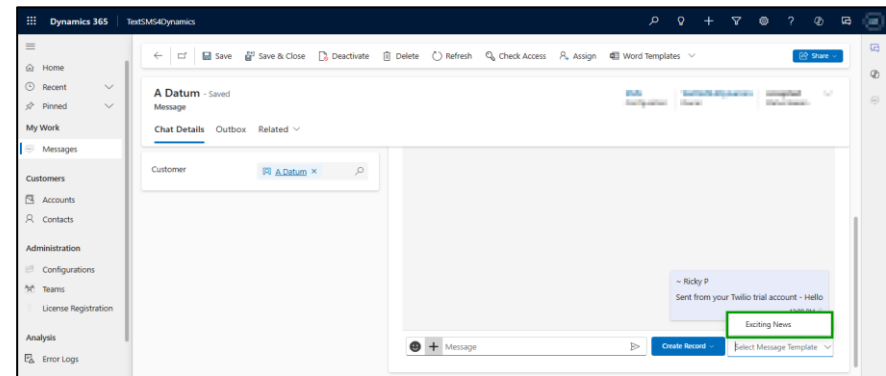 Dynamics 365 TextSMS4Dynamics
Save Save & Close Deactivate Delete Refresh Check Access Assign Word Templates Share
Home
Recent
Pinned
My Work
Messages
Customers
Accounts
Contacts
Administration
Configurations
Teams
License Registration
Analysis
Error Logs
A Datum - Saved
Message
Chat Details Outbox Related
Customer A Datum
~ Ricky P
Sent from your Twilio trial account - Hello
Exciting News
Message Create Record Select Message Template